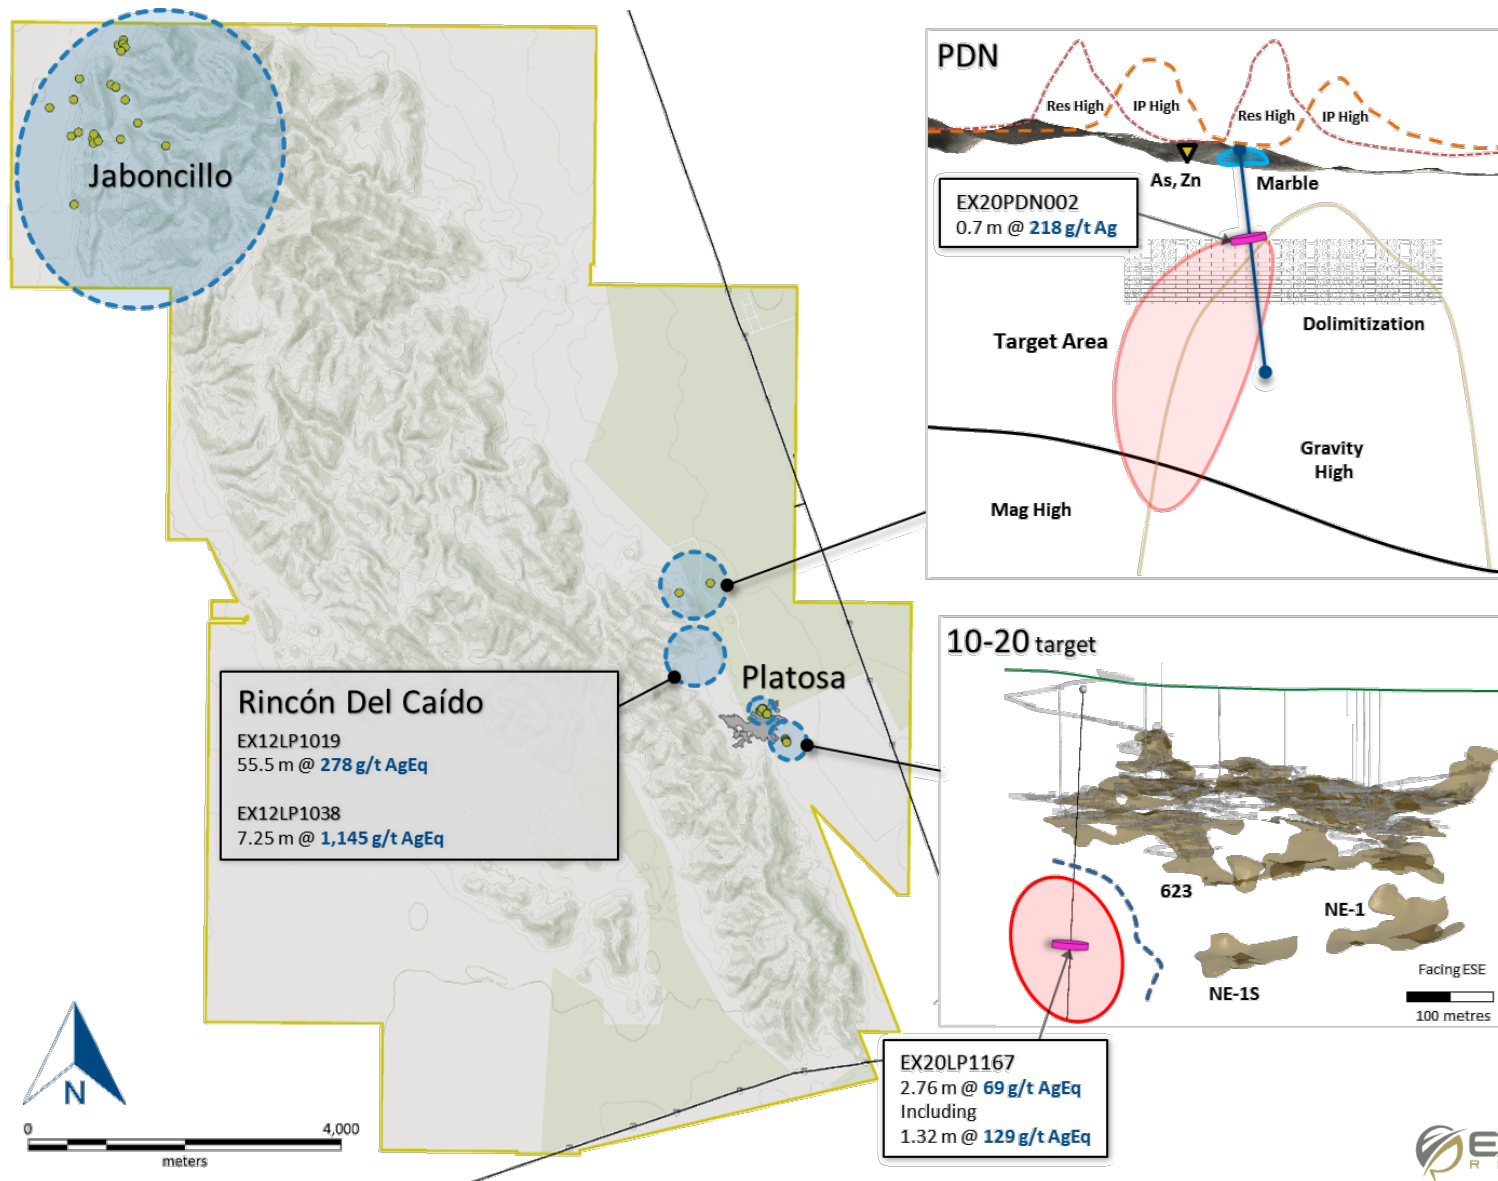 Jaboncillo
Rincón Del Caído
EX12LP1019
55.5 m @ 278 g/t AgEq
EX12LP1038
7.25 m @ 1,145 g/t AgEq
Platosa
N
0 4,000
meters
PDN
Res High
IP High
Res High
IP High
As, Zn
Marble
EX20PDN002
0.7 m @ 218 g/t Ag
Dolimitization
Target Area
Gravity
High
Mag High
10-20 target
623
NE-1
NE-1S
Facing ESE
100 metres
EX20LP1167
2.76 m @ 69 g/t AgEq
Including
1.32 m @ 129 g/t AgEq